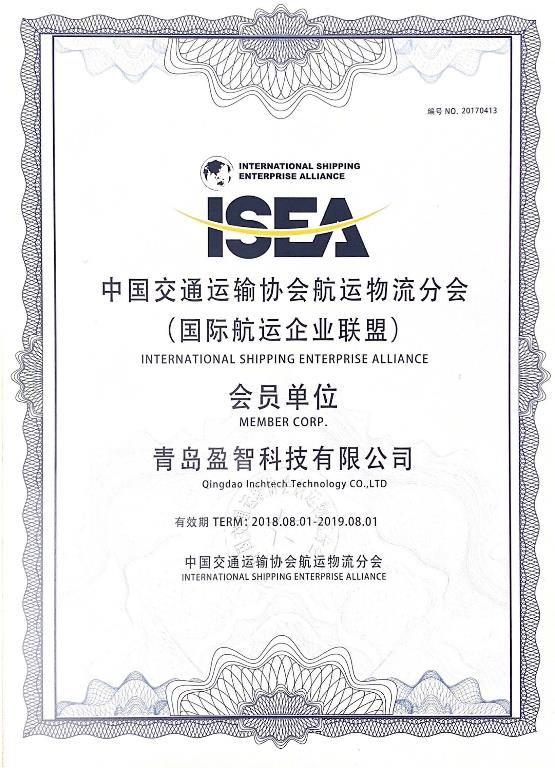 编号 NO. 20170413
INTERNATIONAL SHIPPING
ENTERPRISE ALLIANCE
ISEA
中国交通运输协会航运物流分会
（国际航运企业联盟）
INTERNATIONAL SHIPPING ENTERPRISE ALLIANCE
会员单位
MEMBER CORP.
青岛盈智科技有限公司
Qingdao Inchtech Technology CO.,LTD
有效期 TERM: 2018.08.01-2019.08.01
中国交通运输协会航运物流分会
INTERNATIONAL SHIPPING ENTERPRISE ALLIANCE